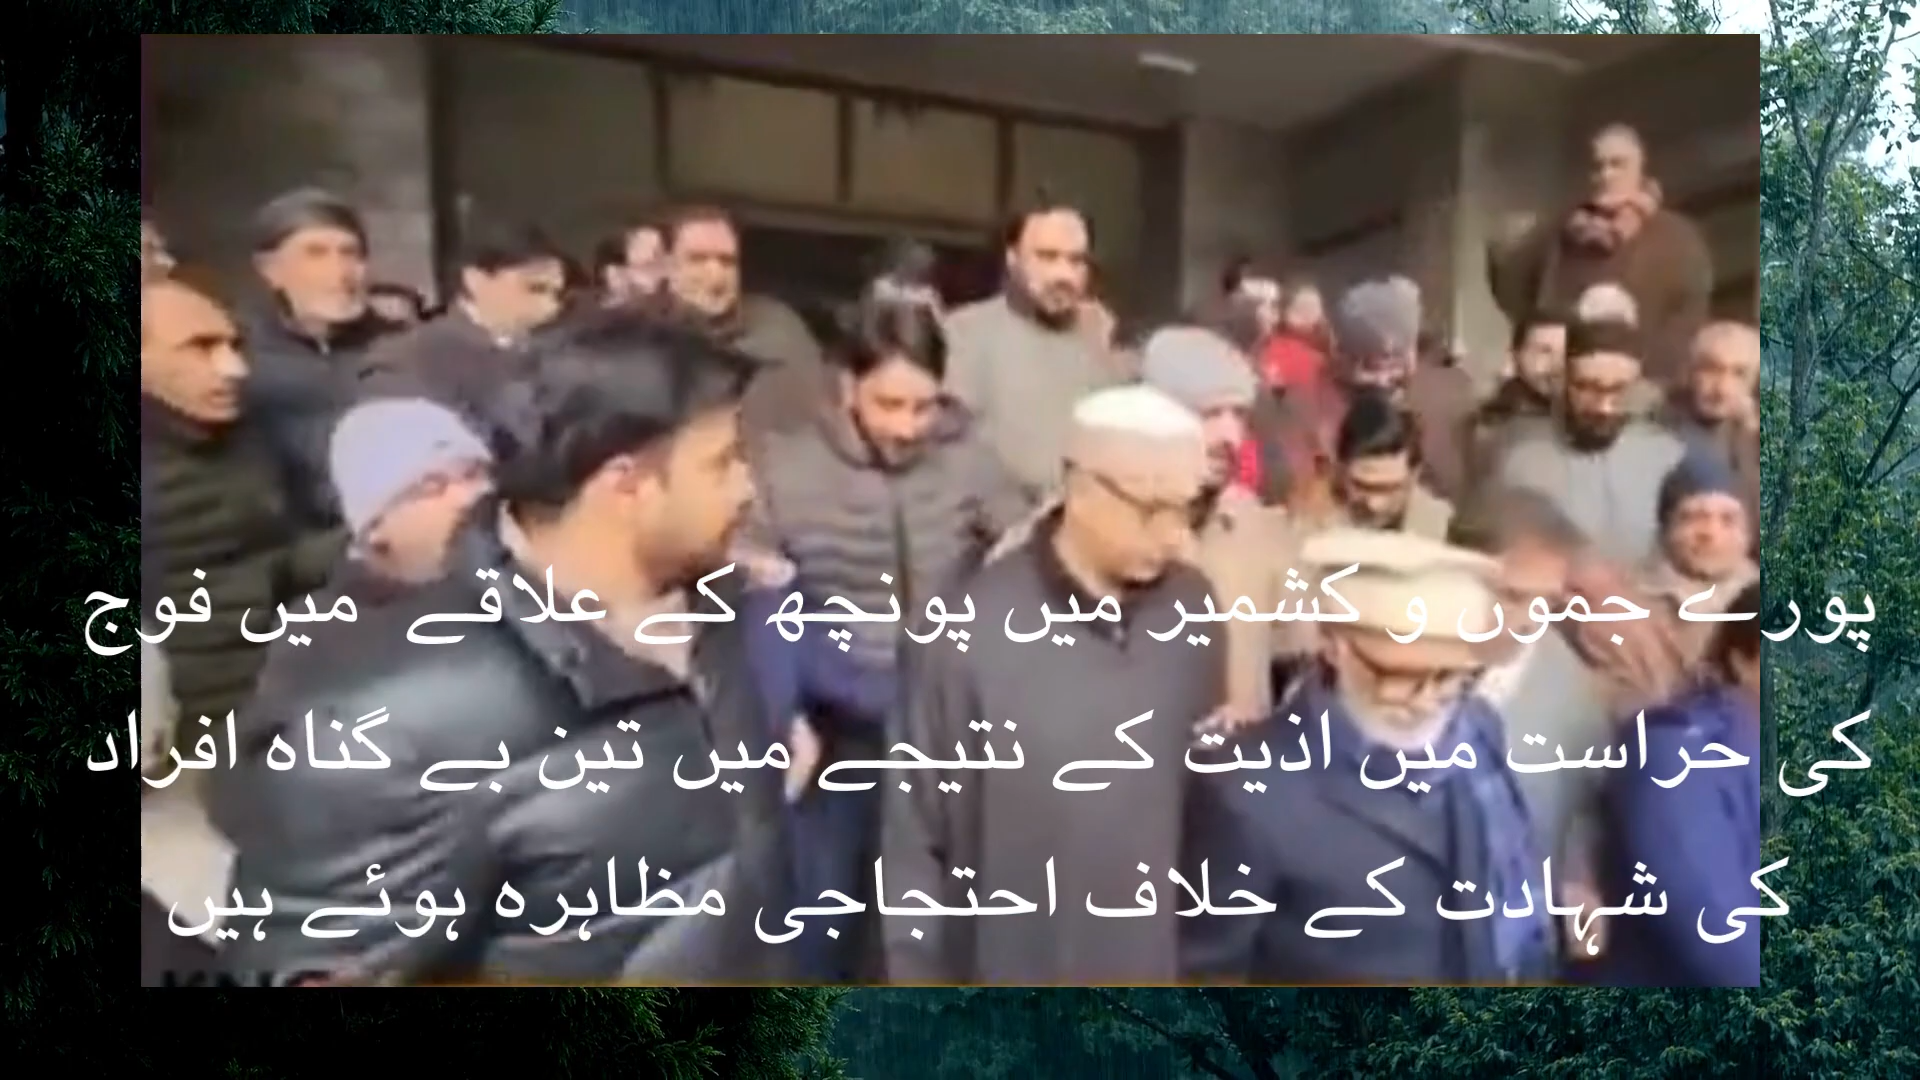 پورے جموں و کشمیر میں پونچھ کے علاقے میں فوج
کی حراست میں اذیت کے نتیجے میں تین بے گناہ افراد
کی شہادت کے خلاف احتجاجی مظاہرہ ہوئے ہیں